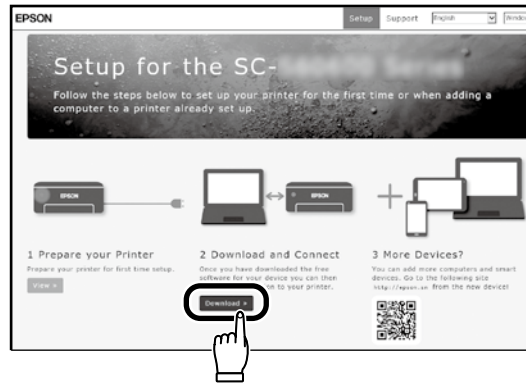 EPSON
Setup Support English Window
Setup for the SC-
Follow the steps below to set up your printer for the first time or when adding a
computer to a printer already set up.
EPSON
EPSON
1 Prepare your Printer
Prepare your printer for first time setup.
View »
2 Download and Connect
Once you have downloaded the free
software for your device you can then
on to your printer.
Download »
3 More Devices?
You can add more computers and smart
devices. Go to the following site
http://epson.sn from the new device!